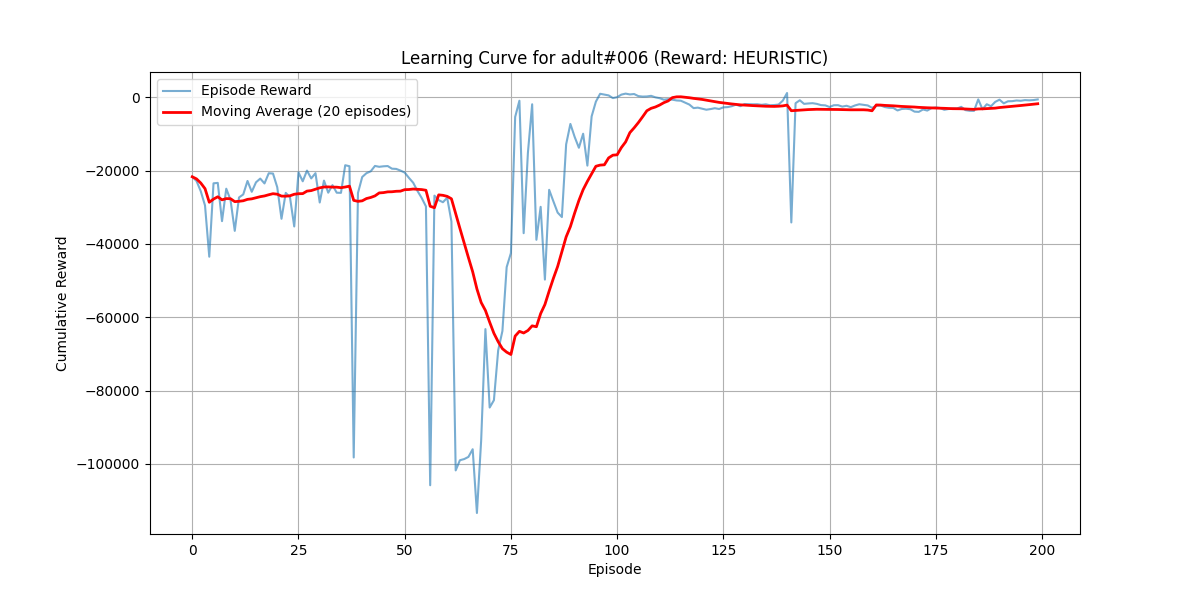 Learning Curve for adult#006 (Reward: HEURISTIC)
Episode Reward
Moving Average (20 episodes)
Cumulative Reward
0
−20000
−40000
−60000
−80000
−100000
0 25 50 75 100 125 150 175 200
Episode